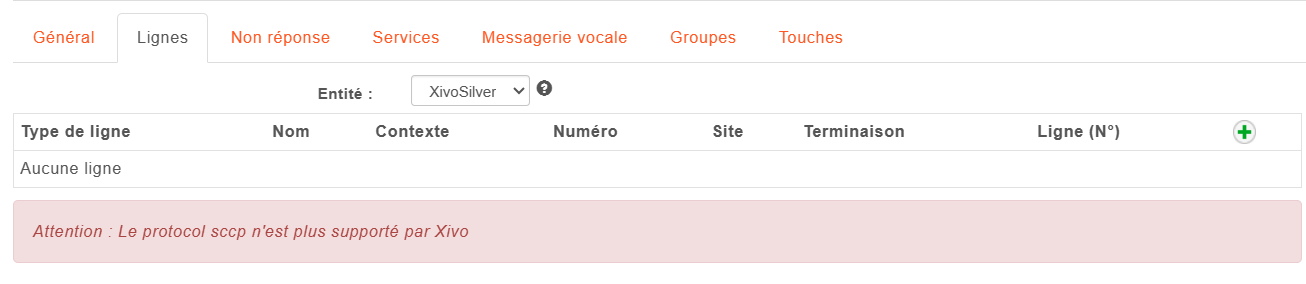 Général Lignes Non réponse Services Messagerie vocale Groupes Touches
Entité : XivoSilver ?
Type de ligne Nom Contexte Numéro Site Terminaison Ligne (N°)
Aucune ligne
Attention : Le protocol sccp n'est plus supporté par Xivo